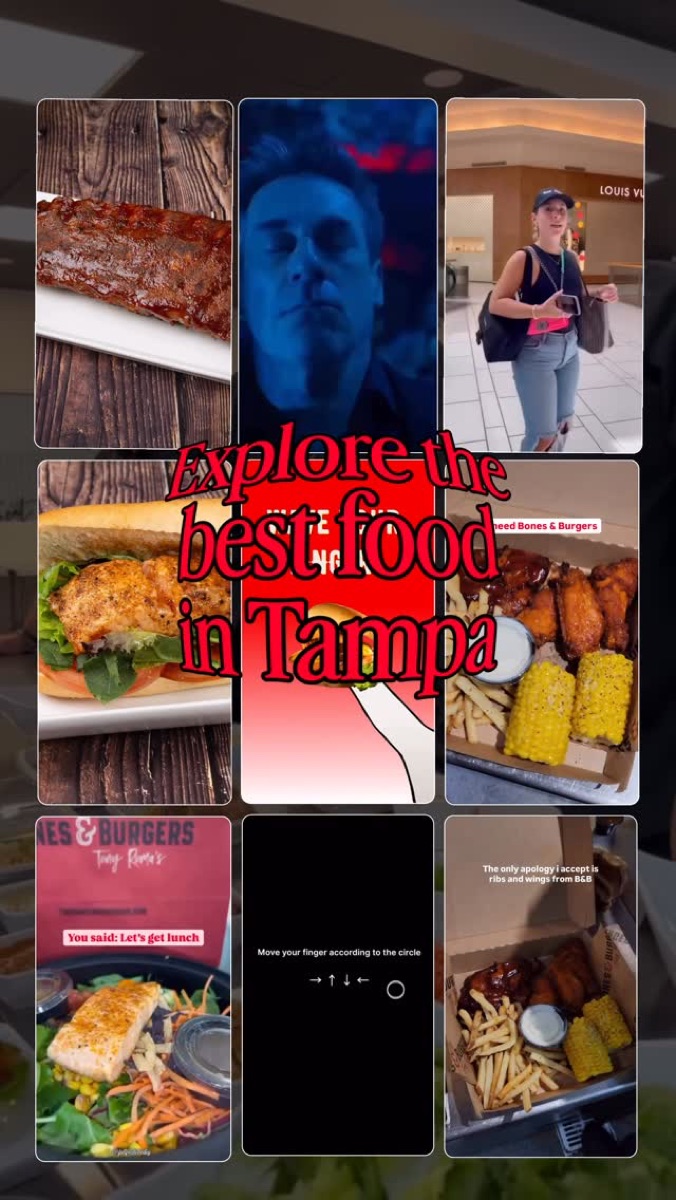 LOUIS VU
Explore the
best food
in Tampa
need Bones & Burgers
NES & BURGERS
Tony Roma's
You said: Let's get lunch
Move your finger according to the circle
→ ↑ ↓ ←
The only apology i accept is
ribs and wings from B&B